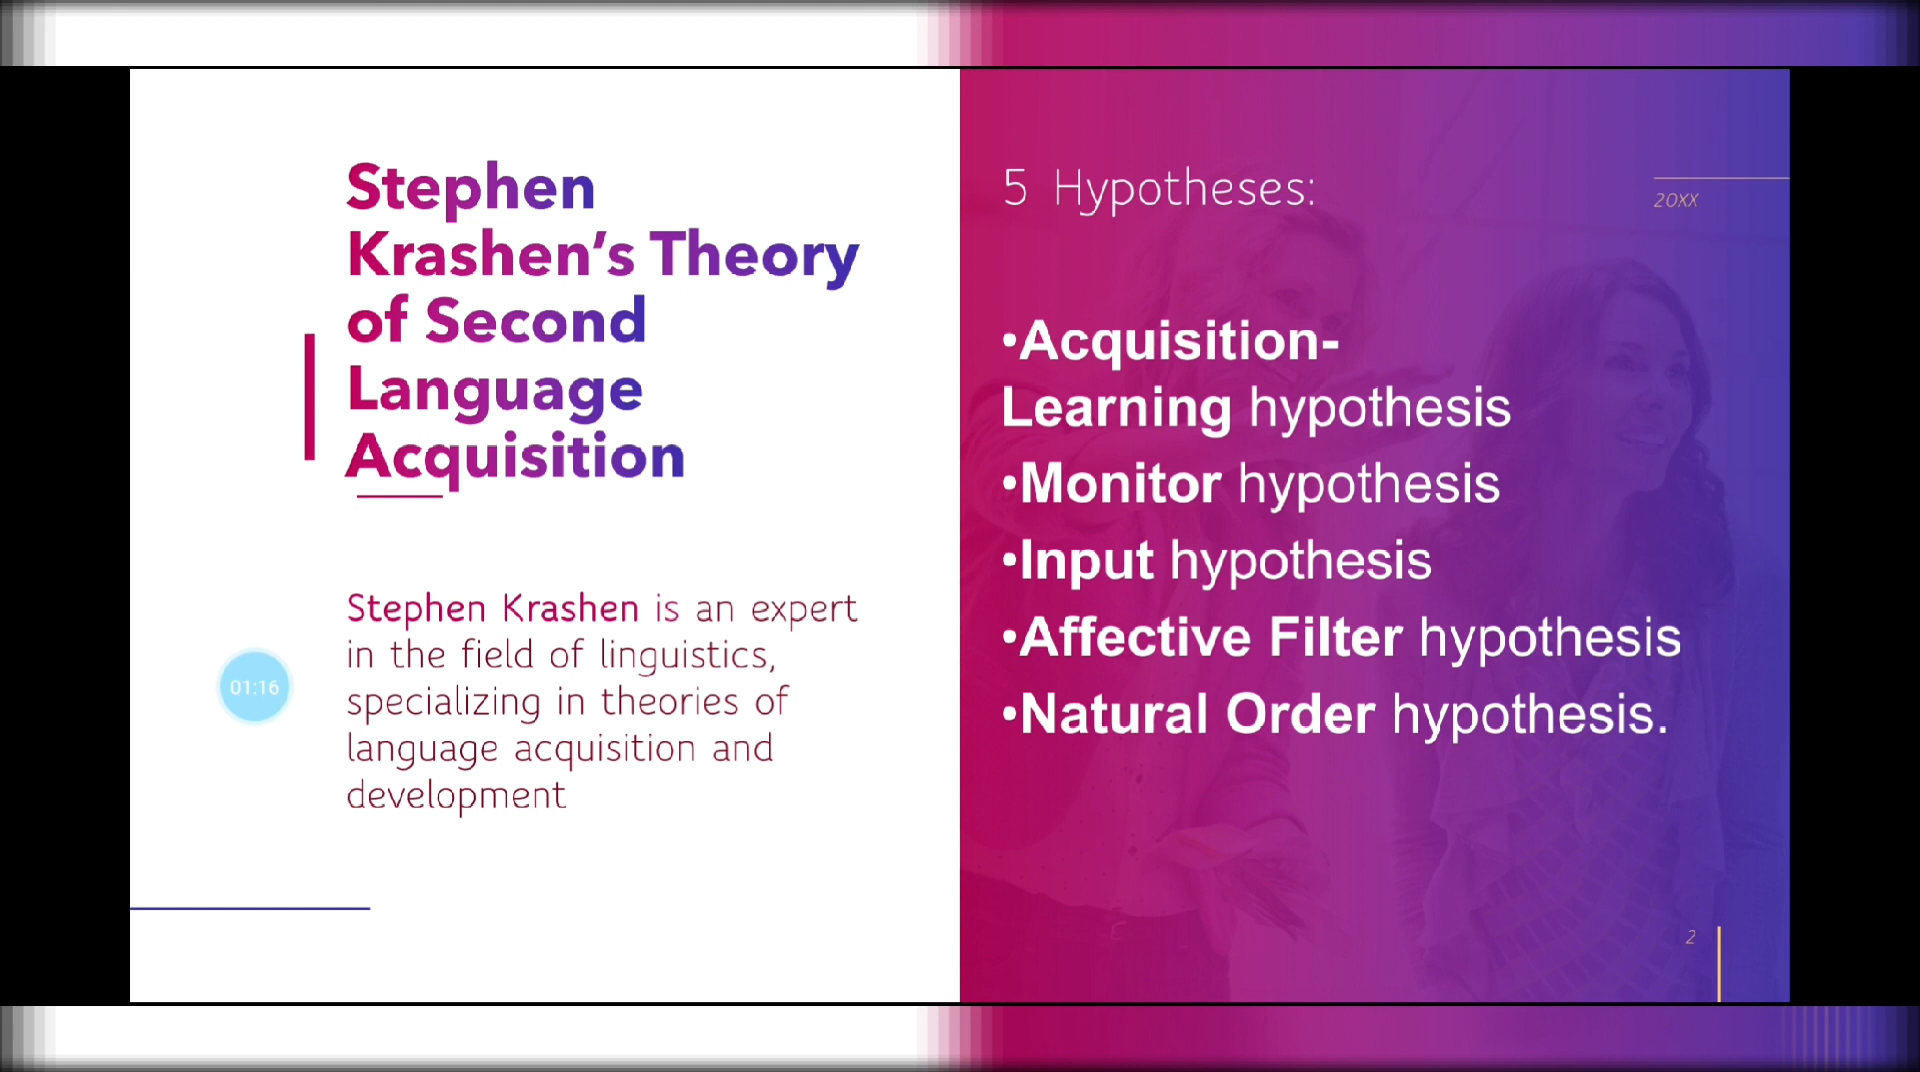 Stephen
Krashen's Theory
of Second
Language
Acquisition
Stephen Krashen is an expert
in the field of linguistics,
specializing in theories of
language acquisition and
development
01:16
5 Hypotheses:
20XX
•Acquisition-
Learning hypothesis
•Monitor hypothesis
•Input hypothesis
•Affective Filter hypothesis
•Natural Order hypothesis.
2